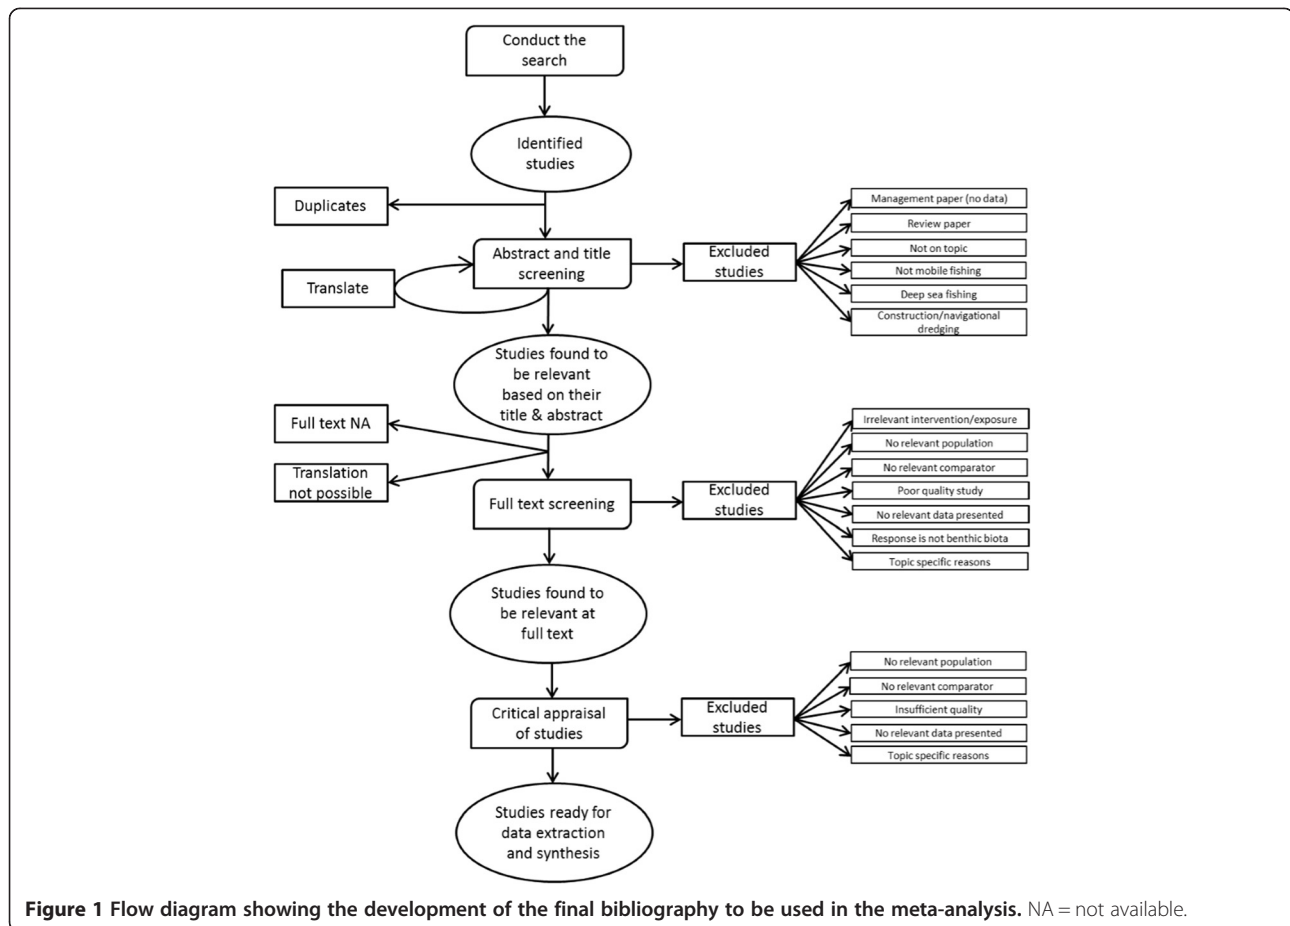 Conduct the
search
Identified
studies
Duplicates
Abstract and title
screening
Translate
Excluded
studies
Management paper (no data)
Review paper
Not on topic
Not mobile fishing
Deep sea fishing
Construction/navigational
dredging
Studies found to
be relevant
based on their
title & abstract
Full text NA
Translation
not possible
Full text screening
Excluded
studies
Irrelevant intervention/exposure
No relevant population
No relevant comparator
Poor quality study
No relevant data presented
Response is not benthic biota
Topic specific reasons
Studies found to
be relevant at
full text
Critical appraisal
of studies
Excluded
studies
No relevant population
No relevant comparator
Insufficient quality
No relevant data presented
Topic specific reasons
Studies ready for
data extraction
and synthesis
Figure 1 Flow diagram showing the development of the final bibliography to be used in the meta-analysis. NA = not available.